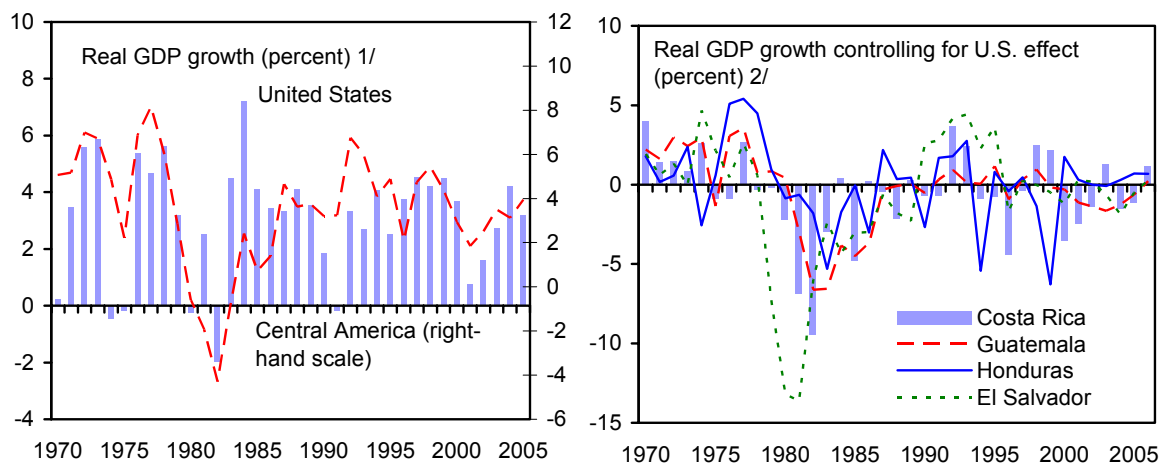 Real GDP growth (percent) 1/
United States
Central America (right-
hand scale)
10
8
6
4
2
0
-2
-4
12
10
8
6
4
2
0
-2
-4
-6
1970 1975 1980 1985 1990 1995 2000 2005
Real GDP growth controlling for U.S. effect
(percent) 2/
10
5
0
-5
-10
-15
Costa Rica
Guatemala
Honduras
El Salvador
1970 1975 1980 1985 1990 1995 2000 2005